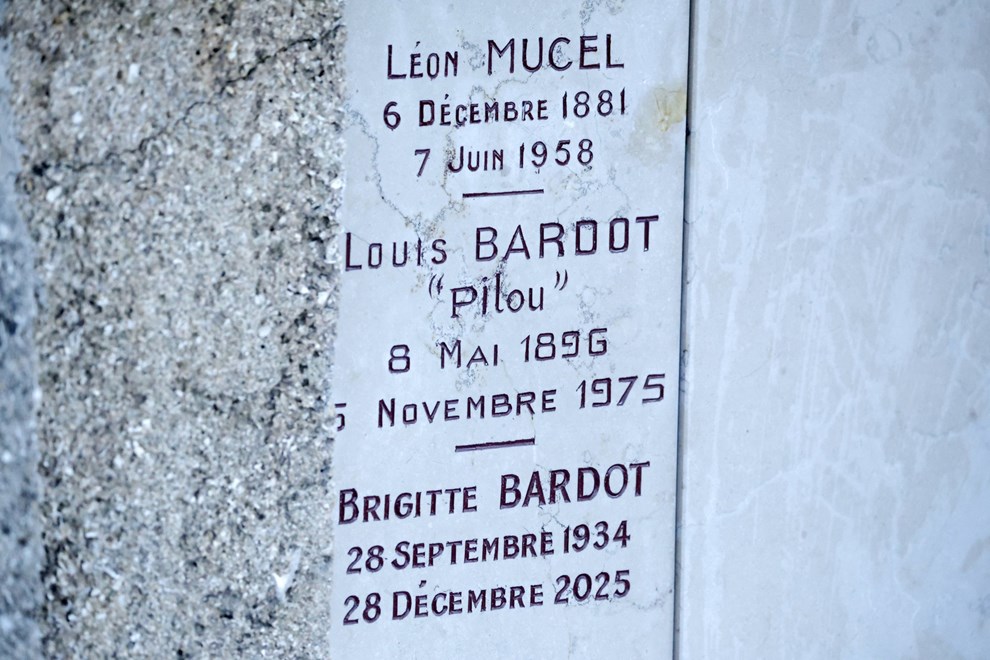 Léon MUCEL
6 Décembre 1881
7 Juin 1958
Louis BARDOT
"Pilou"
8 Mai 1896
5 Novembre 1975
Brigitte BARDOT
28 Septembre 1934
28 Décembre 2025